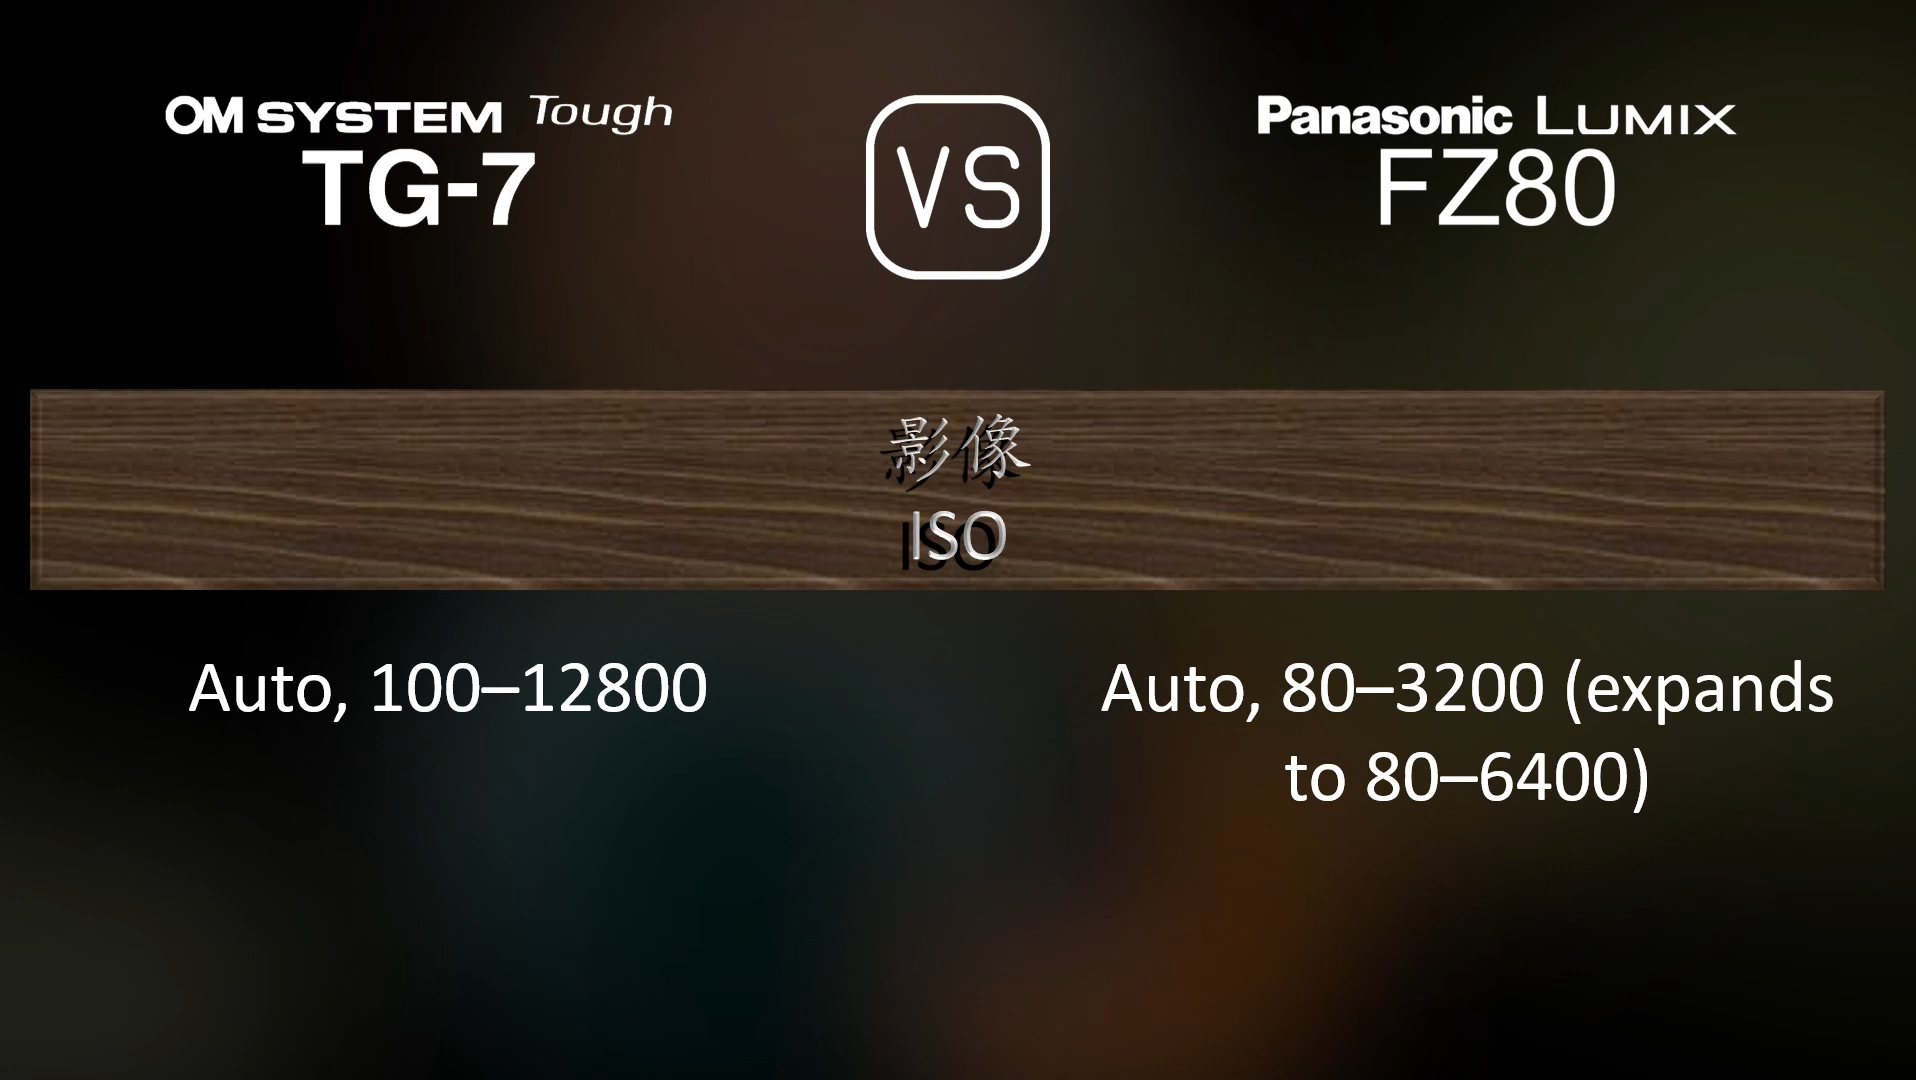 OM SYSTEM Tough
TG-7
VS
Panasonic LUMIX
FZ80
影像
ISO
Auto, 100–12800
Auto, 80–3200 (expands
to 80–6400)